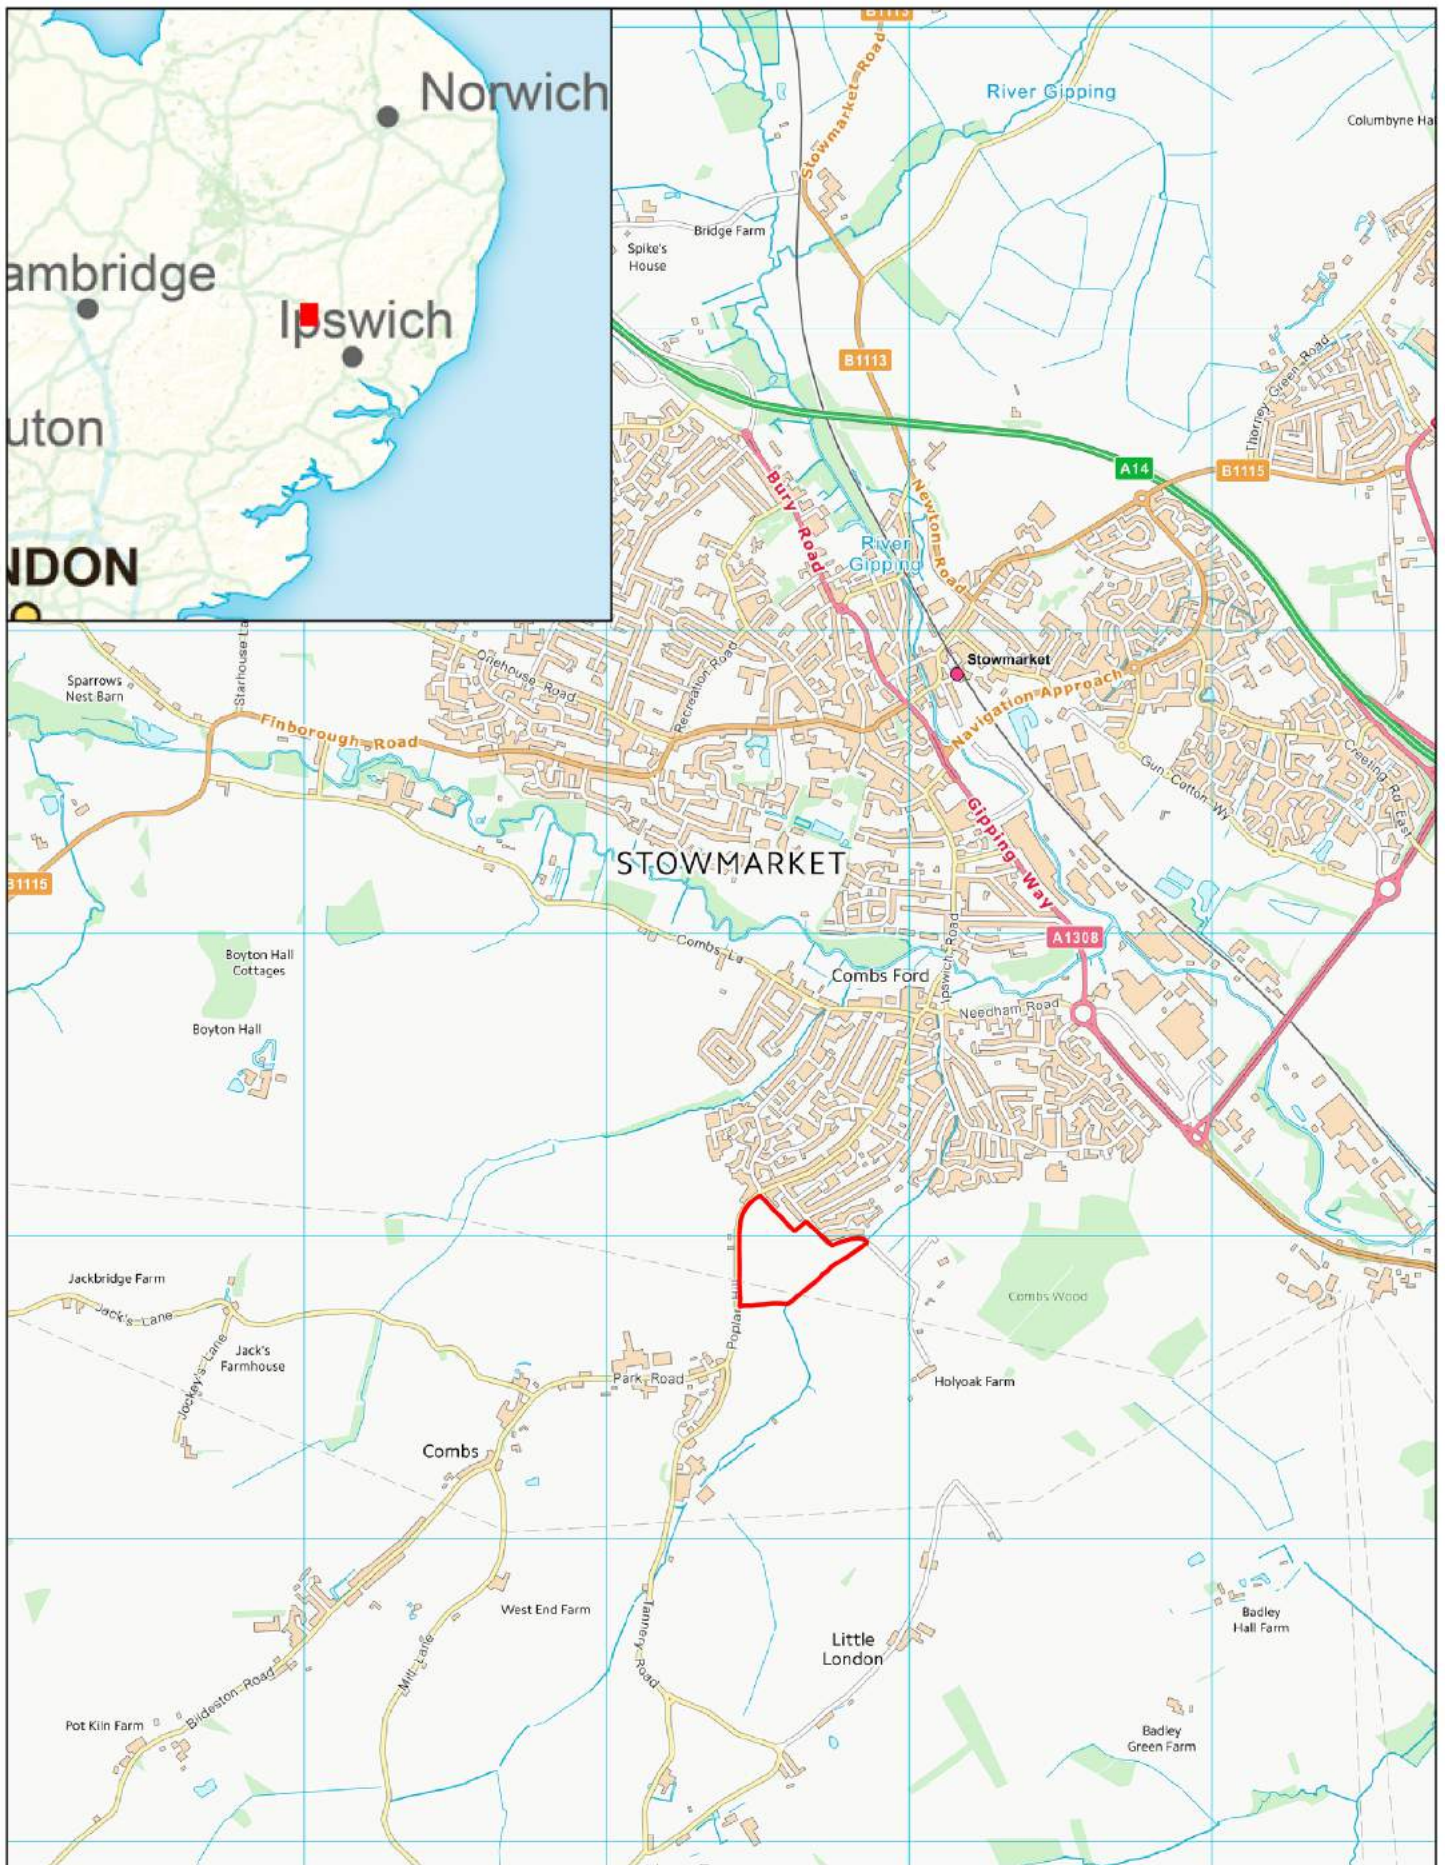 Norwich
ambridge
Ipswich
uton
NDON
B1113
Stowmarket Road
River Gipping
Columbyne Ha
Bridge Farm
Spike's
House
B1113
Thorney Green Road
A14
B1115
Bury Road
Newton Road
River
Gipping
Starhouse La
Sparrows
Nest Barn
Onehouse Road
Recreation Road
Stowmarket
Navigation Approach
Finborough Road
Gun Cotton Wy
Creeting Rd East
Gipping Way
STOWMARKET
B1115
Combs La
Ipswich Road
A1308
Boyton Hall
Cottages
Combs Ford
Needham Road
Boyton Hall
Jackbridge Farm
Jack's Lane
Combs Wood
Poplar Hill
Jack's
Farmhouse
Jockey's Lane
Park Road
Holyoak Farm
Combs
West End Farm
Badley
Hall Farm
Tannery Road
Little
London
Mill Lane
Bildeston Road
Pot Kiln Farm
Badley
Green Farm